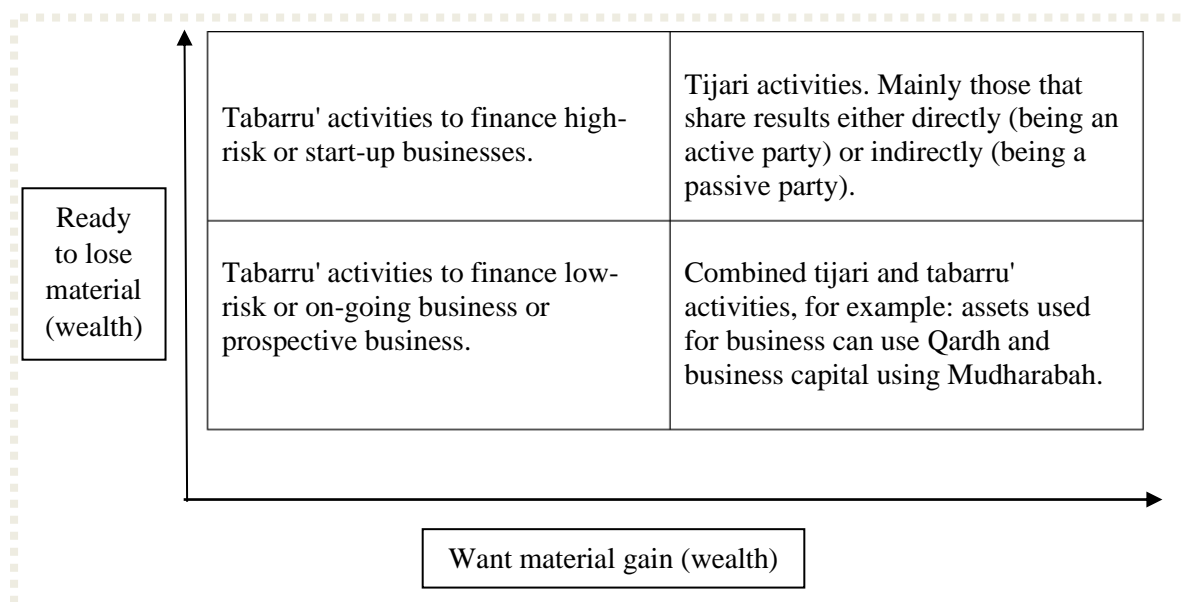 Tabarru' activities to finance high-
risk or start-up businesses.
Tijari activities. Mainly those that
share results either directly (being an
active party) or indirectly (being a
passive party).
Ready
to lose
material
(wealth)
Tabarru' activities to finance low-
risk or on-going business or
prospective business.
Combined tijari and tabarru'
activities, for example: assets used
for business can use Qardh and
business capital using Mudharabah.
Want material gain (wealth)